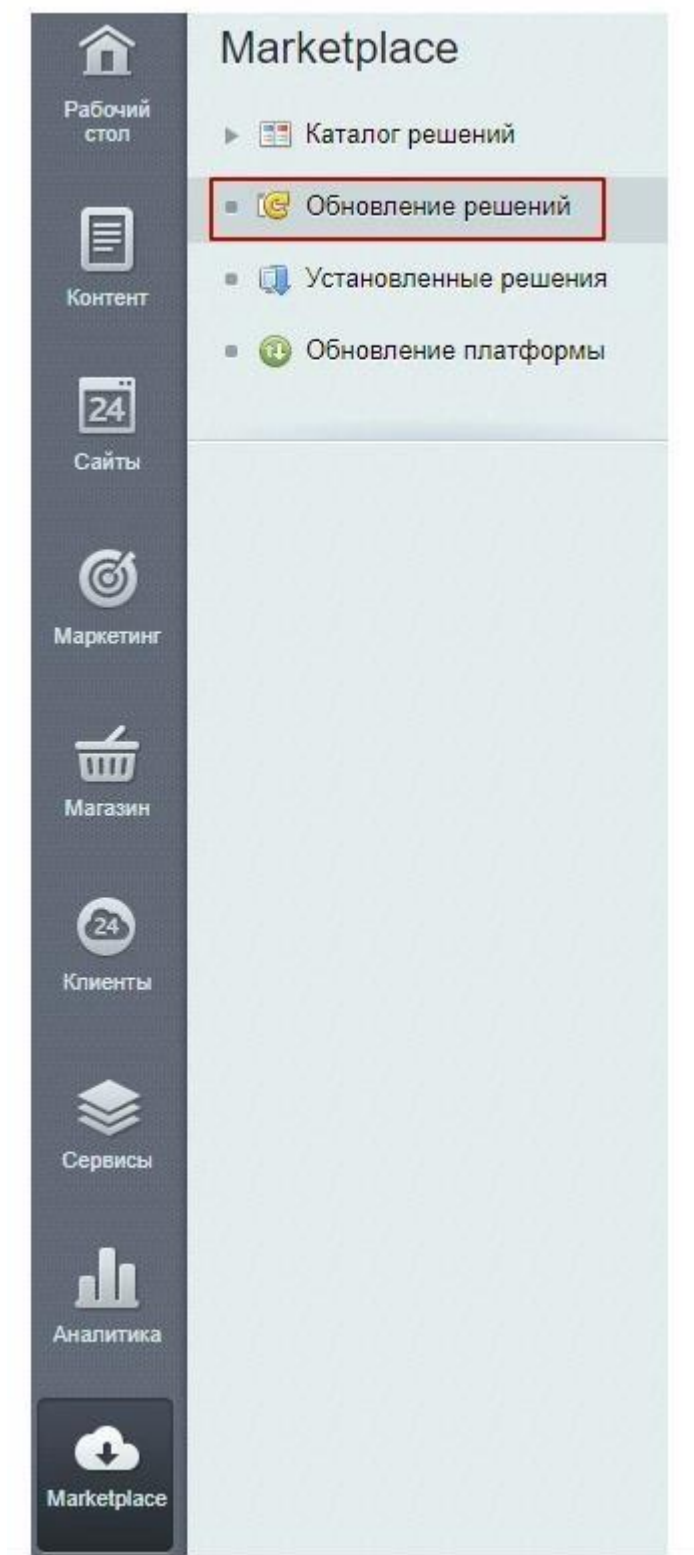 Marketplace
Каталог решений
Обновление решений
Установленные решения
Обновление платформы
Рабочий
стол
Контент
24
Сайты
Маркетинг
Магазин
24
Клиенты
Сервисы
Аналитика
Marketplace